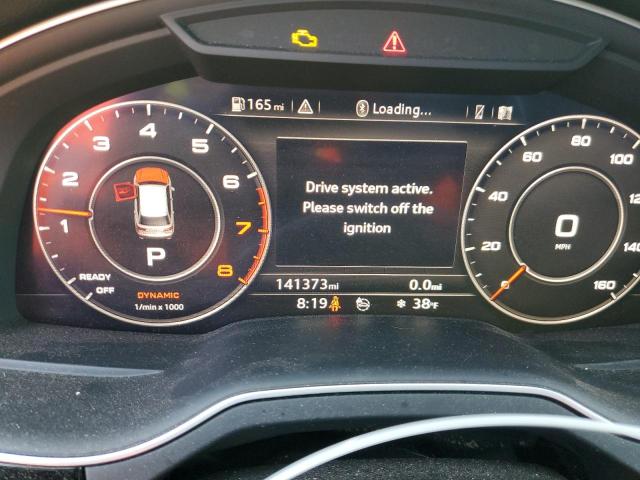 165 mi
Loading...
Drive system active.
Please switch off the
ignition
1
2
3
4
5
6
7
8
P
READY
OFF
DYNAMIC
1/min x 1000
0
20
40
60
80
100
120
140
160
0
MPH
141373mi
0.0mi
8:19
38°F